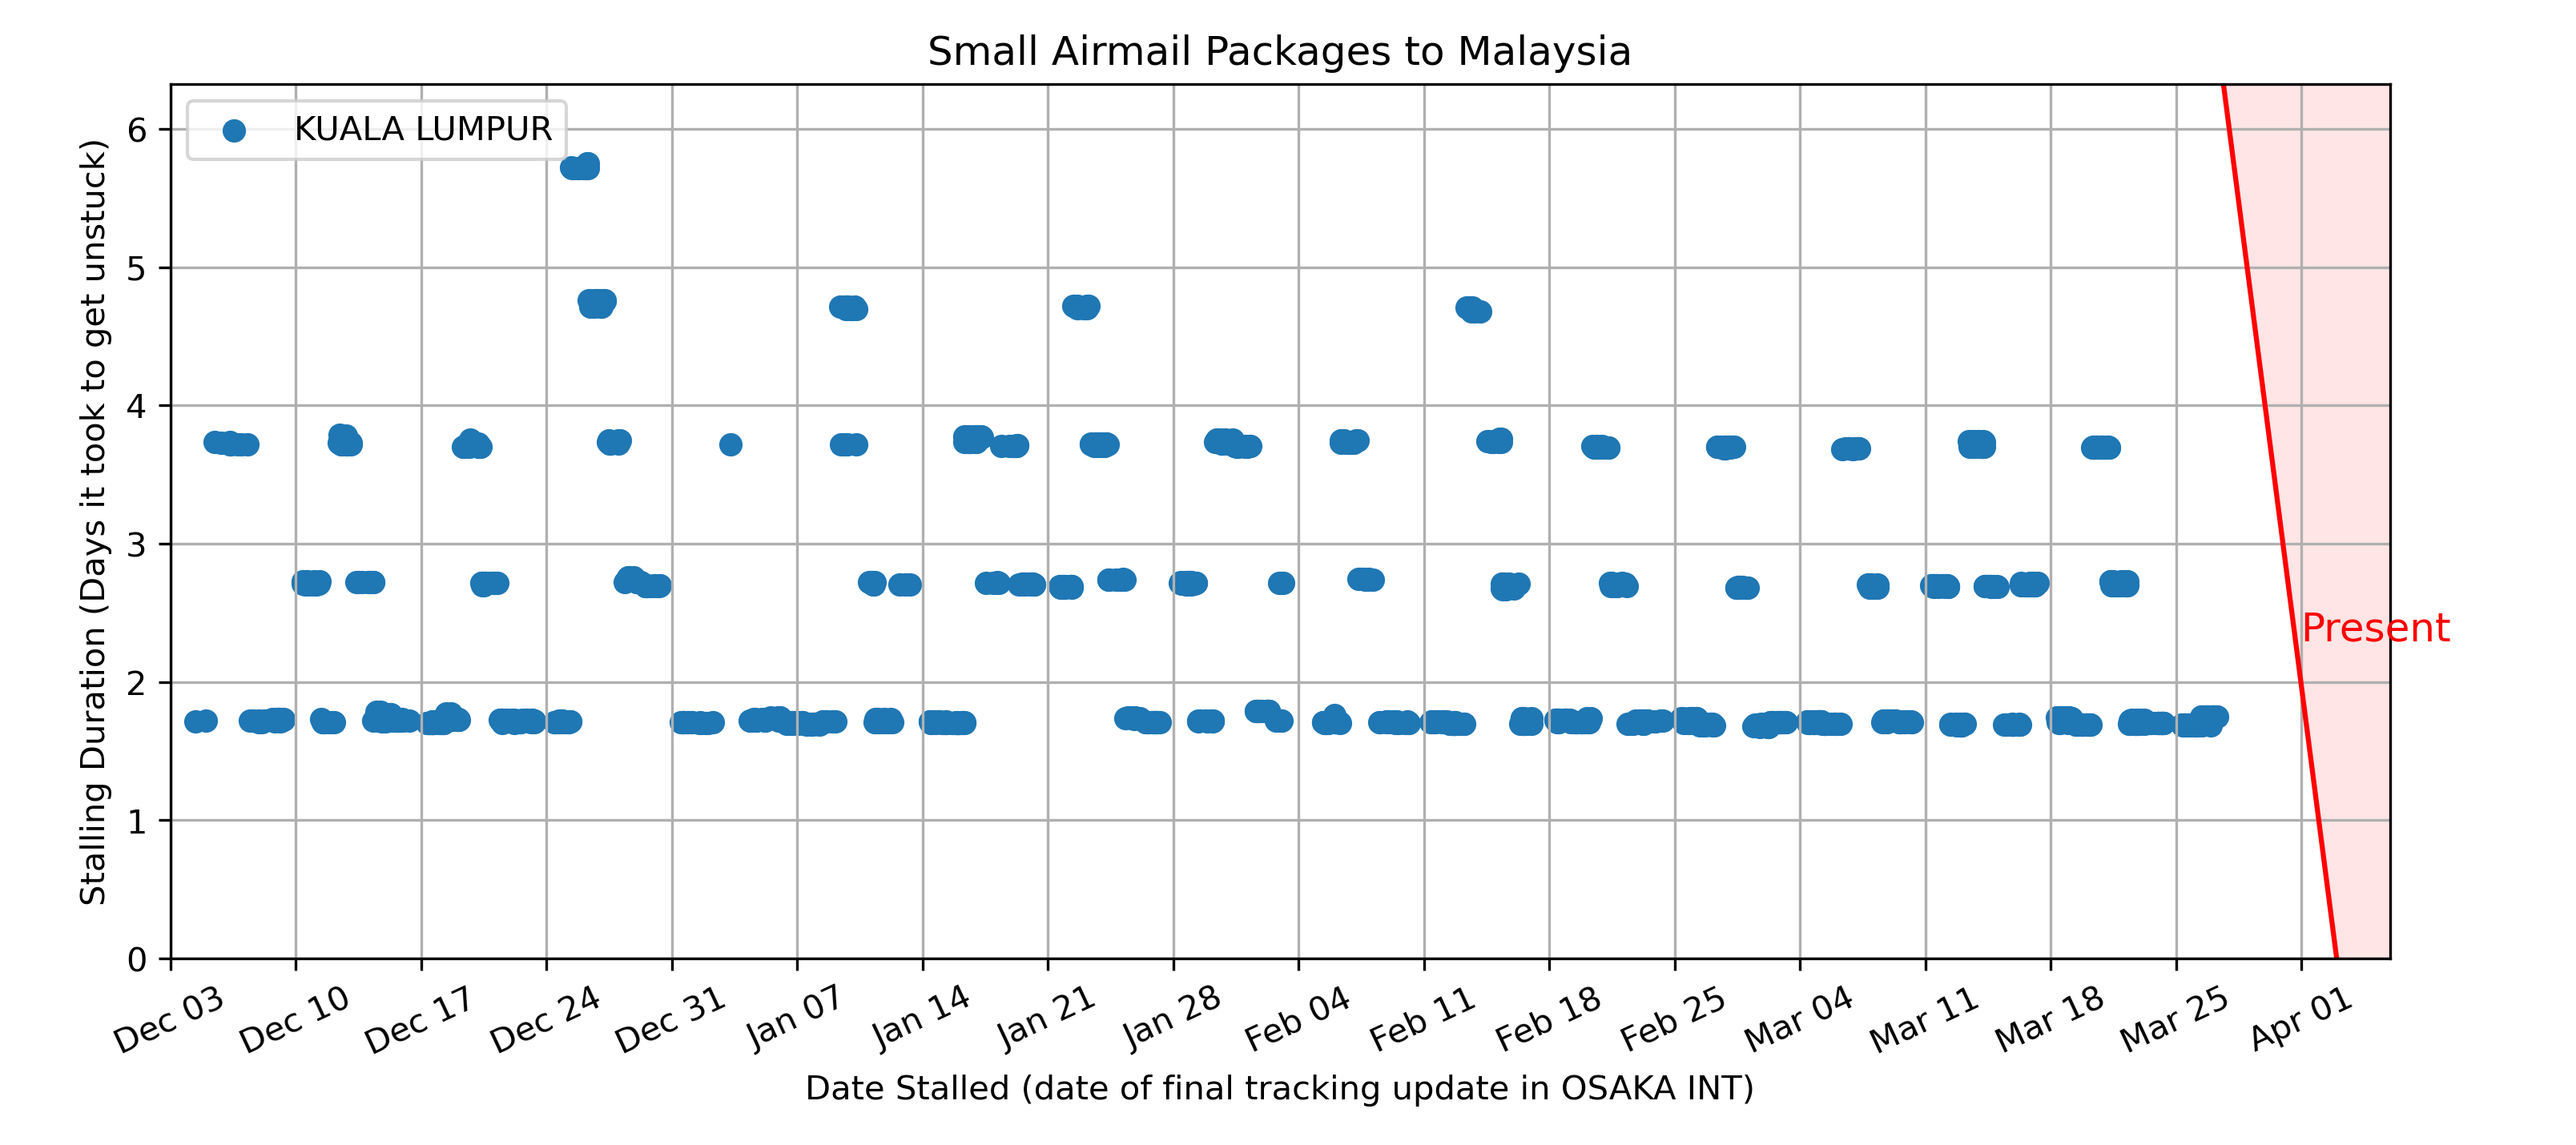 Small Airmail Packages to Malaysia
KUALA LUMPUR
Stalling Duration (Days it took to get unstuck)
6
5
4
3
2
1
0
Present
Dec 03
Dec 10
Dec 17
Dec 24
Dec 31
Jan 07
Jan 14
Jan 21
Jan 28
Feb 04
Feb 11
Feb 18
Feb 25
Mar 04
Mar 11
Mar 18
Mar 25
Apr 01
Date Stalled (date of final tracking update in OSAKA INT)